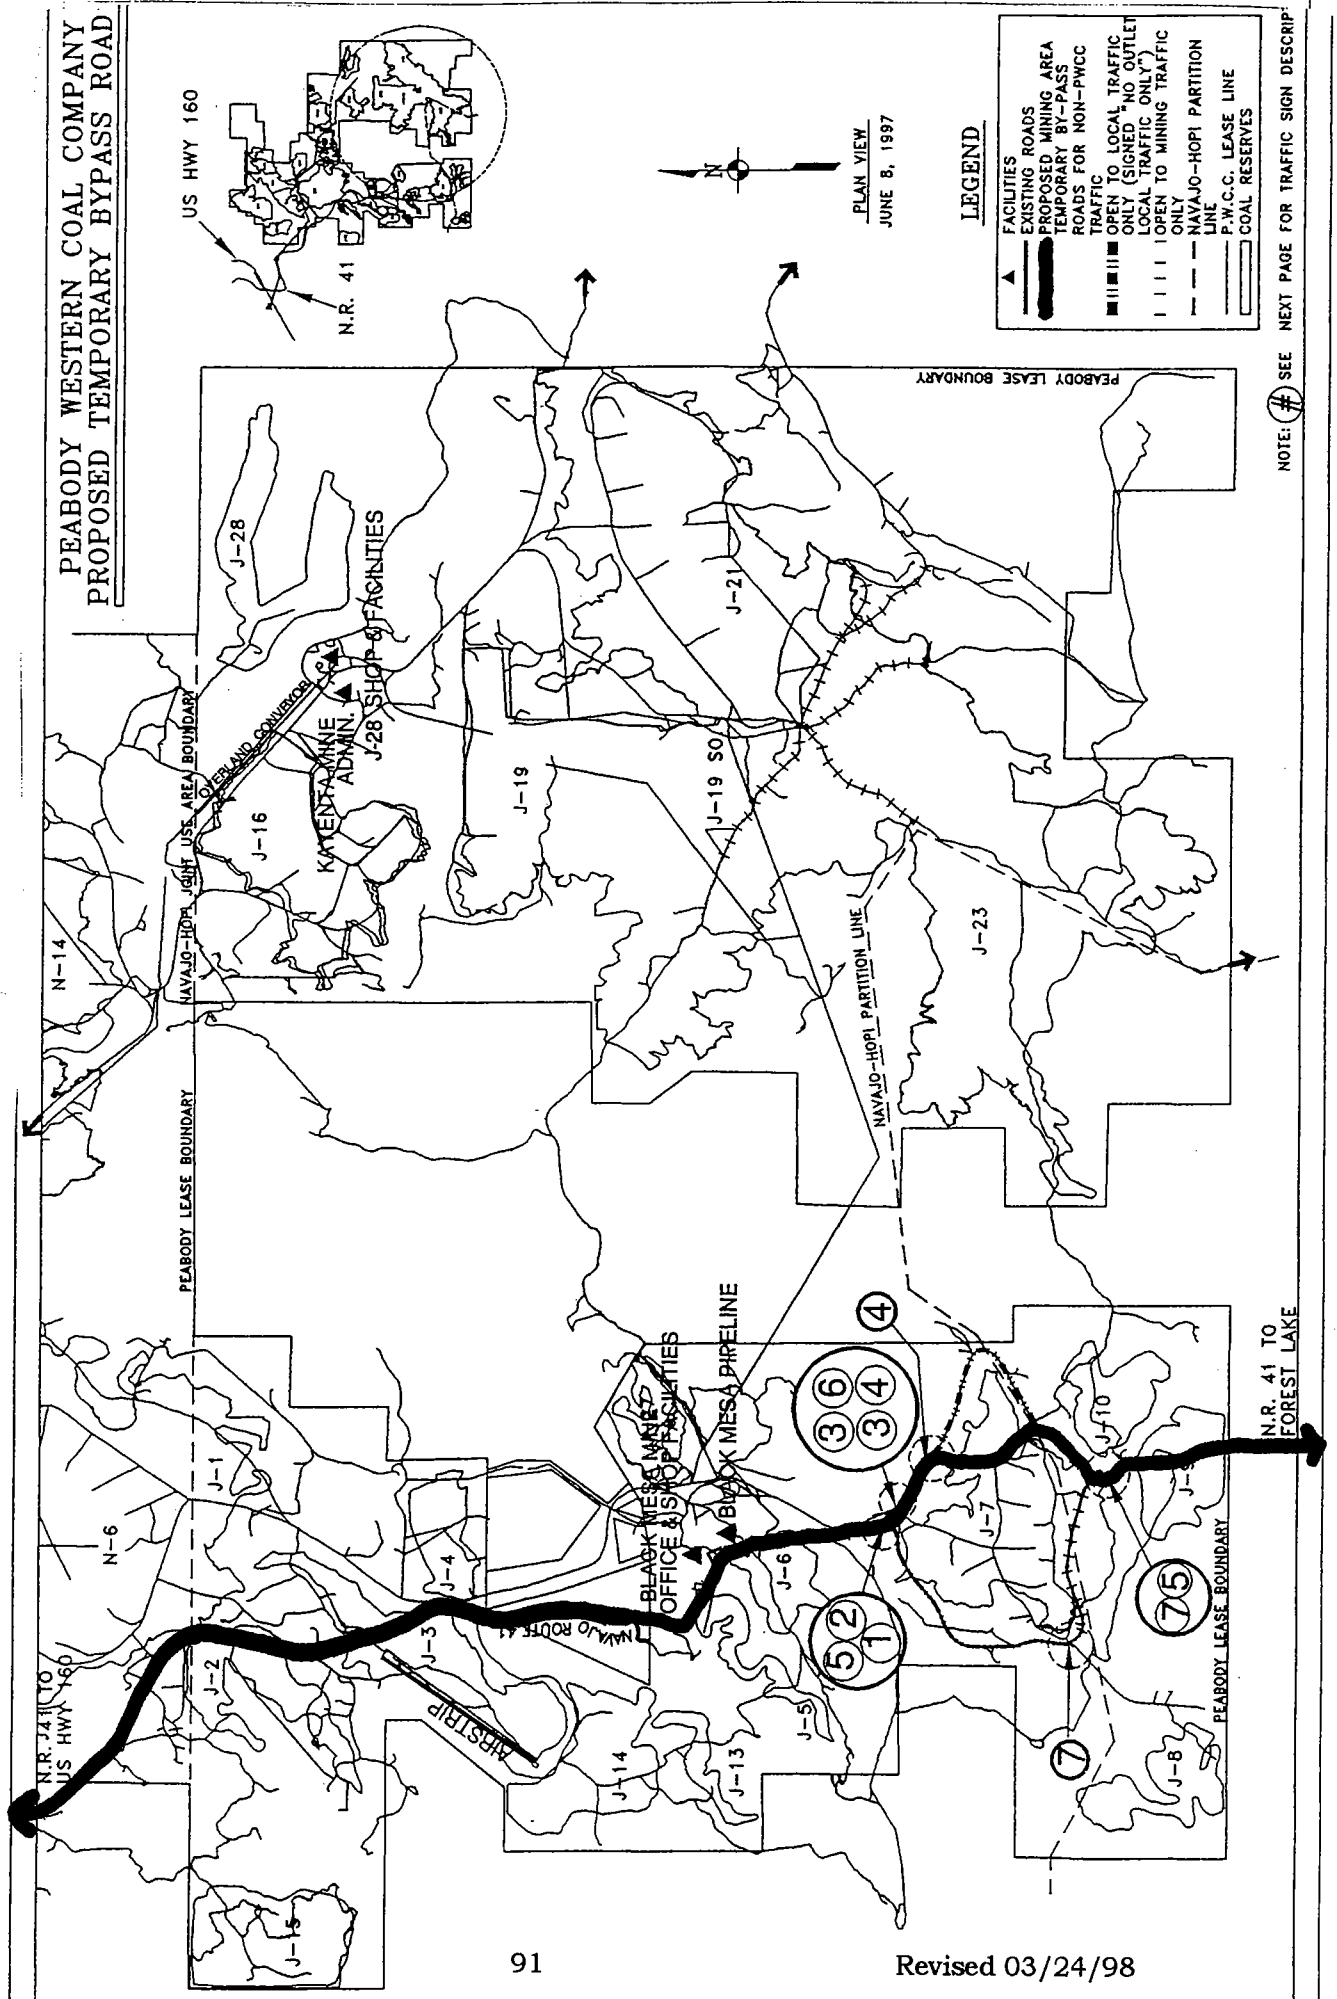 PEABODY WESTERN COAL COMPANY
PROPOSED TEMPORARY BYPASS ROAD
US HWY 160
N.R. 41
N
PLAN VIEW
JUNE 8, 1997
LEGEND
FACILITIES
EXISTING ROADS
PROPOSED MINING AREA
TEMPORARY BY-PASS
ROADS FOR NON-PWCC
TRAFFIC
OPEN TO LOCAL TRAFFIC
ONLY (SIGNED "NO OUTLET
LOCAL TRAFFIC ONLY")
OPEN TO MINING TRAFFIC
ONLY
NAVAJO-HOPI PARTITION
LINE
P.W.C.C. LEASE LINE
COAL RESERVES
NOTE: # SEE NEXT PAGE FOR TRAFFIC SIGN DESCRIP
N.R. 41 TO
US HWY 160
N-6
N-14
PEABODY LEASE BOUNDARY
NAVAJO-HOPI JOINT USE AREA BOUNDARY
OVERLAND CONVEYOR
J-28
J-16
KAYENTA MINE
ADMIN.
J-28 SHOP & FACILITIES
J-15
J-2
J-1
J-3
J-4
AIRSTRIP
NAVAJO ROUTE 41
J-19
BLACK MESA MINE
OFFICE & SHOP FACILITIES
BLACK MESA PIPELINE
J-14
J-13
J-5
J-6
J-19 SO
J-21
PEABODY LEASE BOUNDARY
NAVAJO-HOPI PARTITION LINE
3 6
3 4
4
5 2
1
J-7
J-23
J-10
7
7 5
J-8
J-9
PEABODY LEASE BOUNDARY
N.R. 41 TO
FOREST LAKE
91
Revised 03/24/98